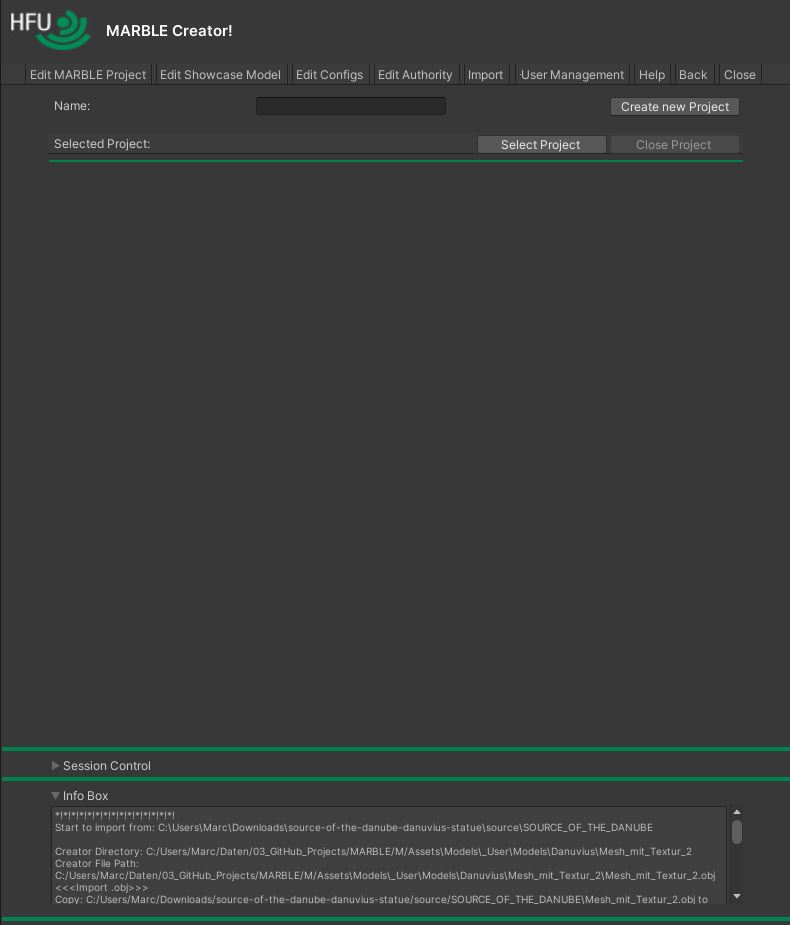 HFU
MARBLE Creator!
Edit MARBLE Project Edit Showcase Model Edit Configs Edit Authority Import User Management Help Back Close
Name: Create new Project
Selected Project: Select Project Close Project
Session Control
Info Box
*!*!*!*!*!*!*!*!*!*!*!*!*!*!*!
Start to import from: C:\Users\Marc\Downloads\source-of-the-danube-danuvius-statue\source\SOURCE_OF_THE_DANUBE
Creator Directory: C:/Users/Marc/Daten/03_GitHub_Projects/MARBLE/M/Assets\Models\_User\Models\Danuvius\Mesh_mit_Textur_2
Creator File Path:
C:/Users/Marc/Daten/03_GitHub_Projects/MARBLE/M/Assets\Models\_User\Models\Danuvius\Mesh_mit_Textur_2\Mesh_mit_Textur_2.obj
<<<Import .obj>>>
Copy: C:/Users/Marc/Downloads/source-of-the-danube-danuvius-statue/source/SOURCE_OF_THE_DANUBE\Mesh_mit_Textur_2.obj to